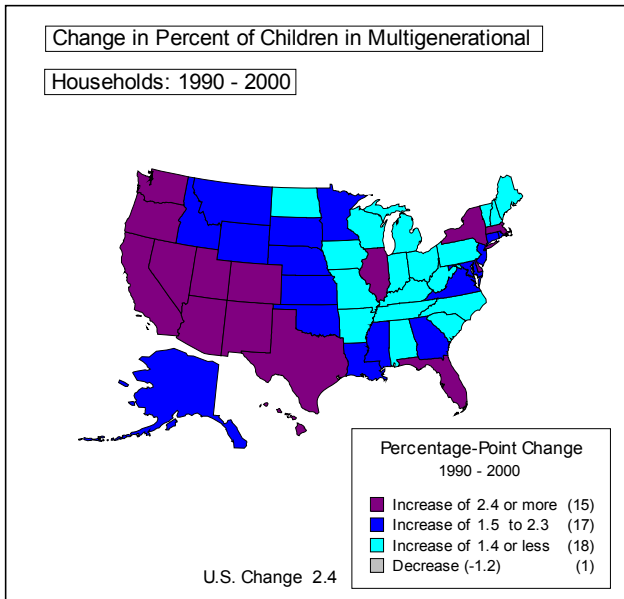 Change in Percent of Children in Multigenerational
Households: 1990 - 2000
Percentage-Point Change
1990 - 2000
Increase of 2.4 or more (15)
Increase of 1.5 to 2.3 (17)
Increase of 1.4 or less (18)
Decrease (-1.2) (1)
U.S. Change 2.4